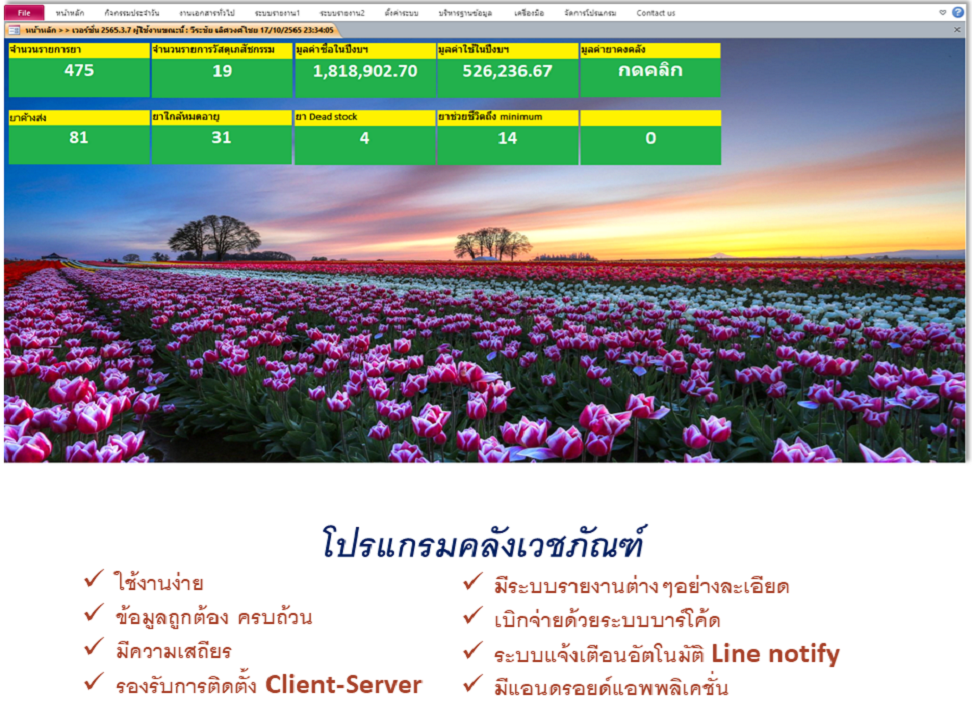 File หน้าหลัก กิจกรรมประจำวัน งานเอกสารทั่วไป ระบบรายงาน1 ระบบรายงาน2 ตั้งค่าระบบ บริหารฐานข้อมูล เครื่องมือ จัดการโปรแกรม Contact us
หน้าหลัก > > เวอร์ชั่น 2565.3.7 ผู้ใช้งานขณะนี้ : วีระชัย เลิศวงศ์ไชย 17/10/2565 23:34:05
จำนวนรายการยา จำนวนรายการวัสดุเภสัชกรรม มูลค่าซื้อในปีงบฯ มูลค่าใช้ในปีงบฯ มูลค่ายาคงคลัง
475 19 1,818,902.70 526,236.67 กดคลิก
ยาค้างส่ง ยาใกล้หมดอายุ ยา Dead stock ยาช่วยชีวิตถึง minimum
81 31 4 14 0
โปรแกรมคลังเวชภัณฑ์
✓ ใช้งานง่าย
✓ ข้อมูลถูกต้อง ครบถ้วน
✓ มีความเสถียร
✓ รองรับการติดตั้ง Client-Server
✓ มีระบบรายงานต่างๆอย่างละเอียด
✓ เบิกจ่ายด้วยระบบบาร์โค้ด
✓ ระบบแจ้งเตือนอัตโนมัติ Line notify
✓ มีแอนดรอยด์แอพพลิเคชั่น